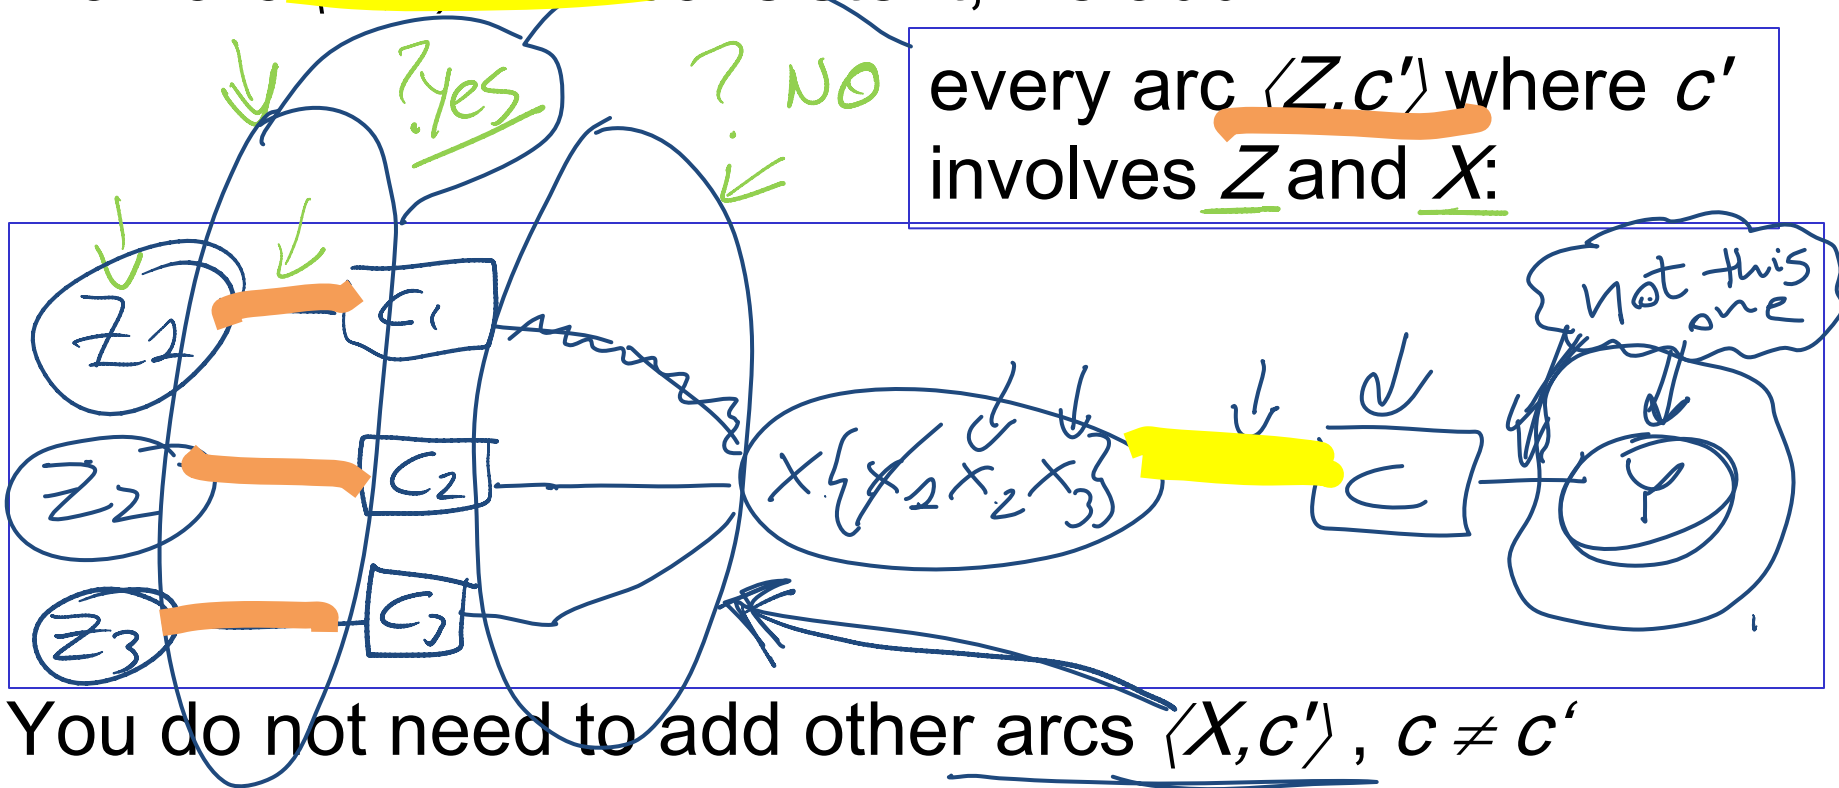 ? Yes
? NO
every arc ⟨Z,c'⟩ where c'
involves Z and X:
not this
one
Z1
C1
Z2
C2
X{x1 x2 x3}
C
Y
Z3
C3
You do not need to add other arcs ⟨X,c'⟩ , c ≠ c‘